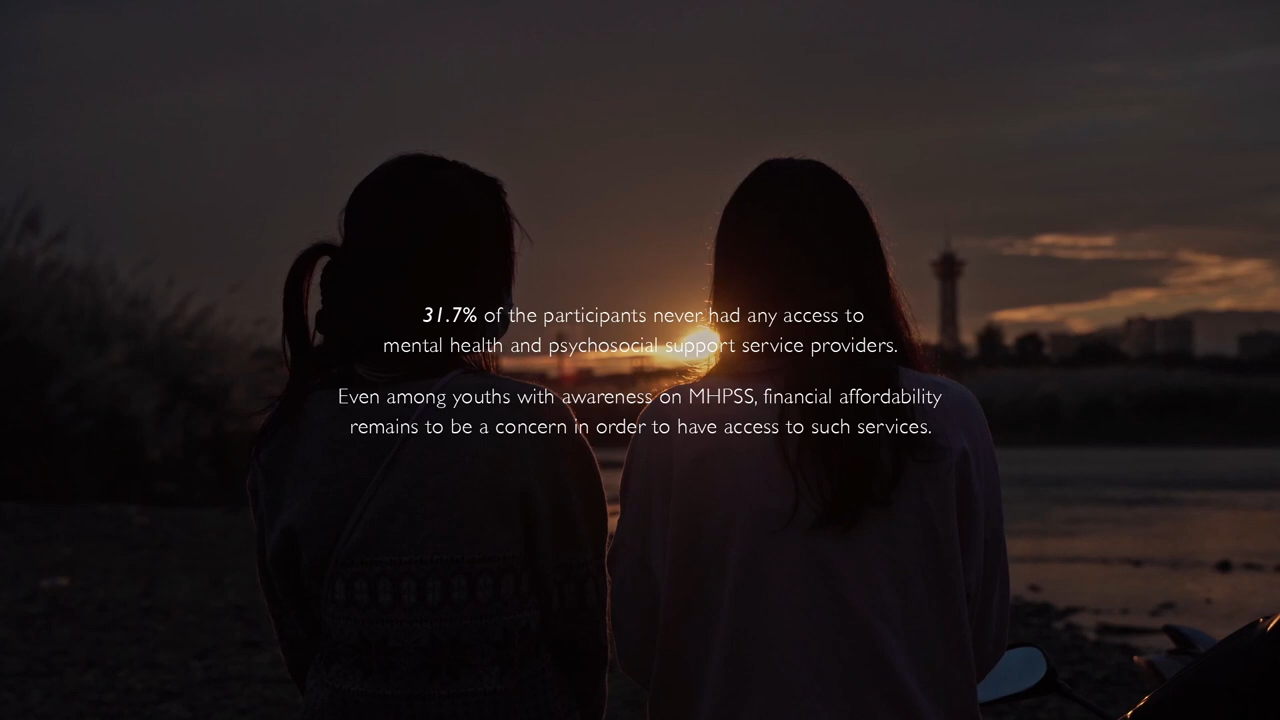 31.7% of the participants never had any access to
mental health and psychosocial support service providers.
Even among youths with awareness on MHPSS, financial affordability
remains to be a concern in order to have access to such services.